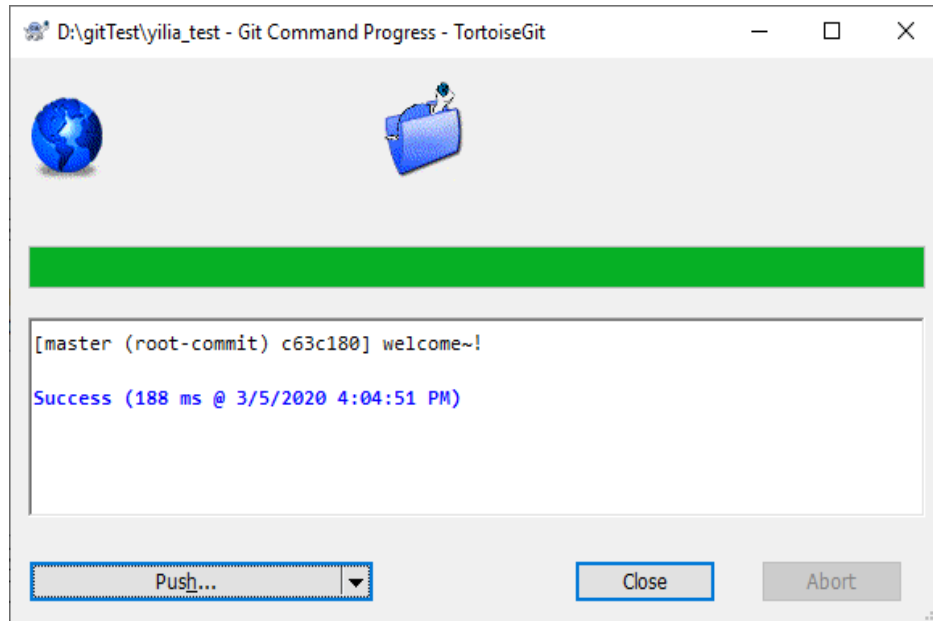 D:\gitTest\yilia_test - Git Command Progress - TortoiseGit
[master (root-commit) c63c180] welcome~!
Success (188 ms @ 3/5/2020 4:04:51 PM)
Push...
Close
Abort